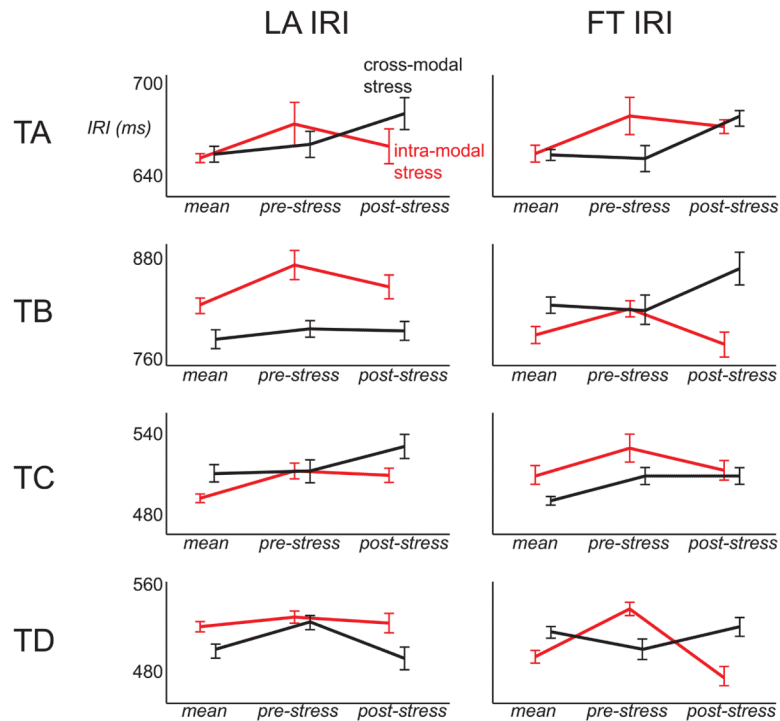 LA IRI
FT IRI
cross-modal
stress
700
TA
IRI (ms)
intra-modal
stress
640
mean
pre-stress
post-stress
mean
pre-stress
post-stress
880
TB
760
mean
pre-stress
post-stress
mean
pre-stress
post-stress
540
TC
480
mean
pre-stress
post-stress
mean
pre-stress
post-stress
560
TD
480
mean
pre-stress
post-stress
mean
pre-stress
post-stress